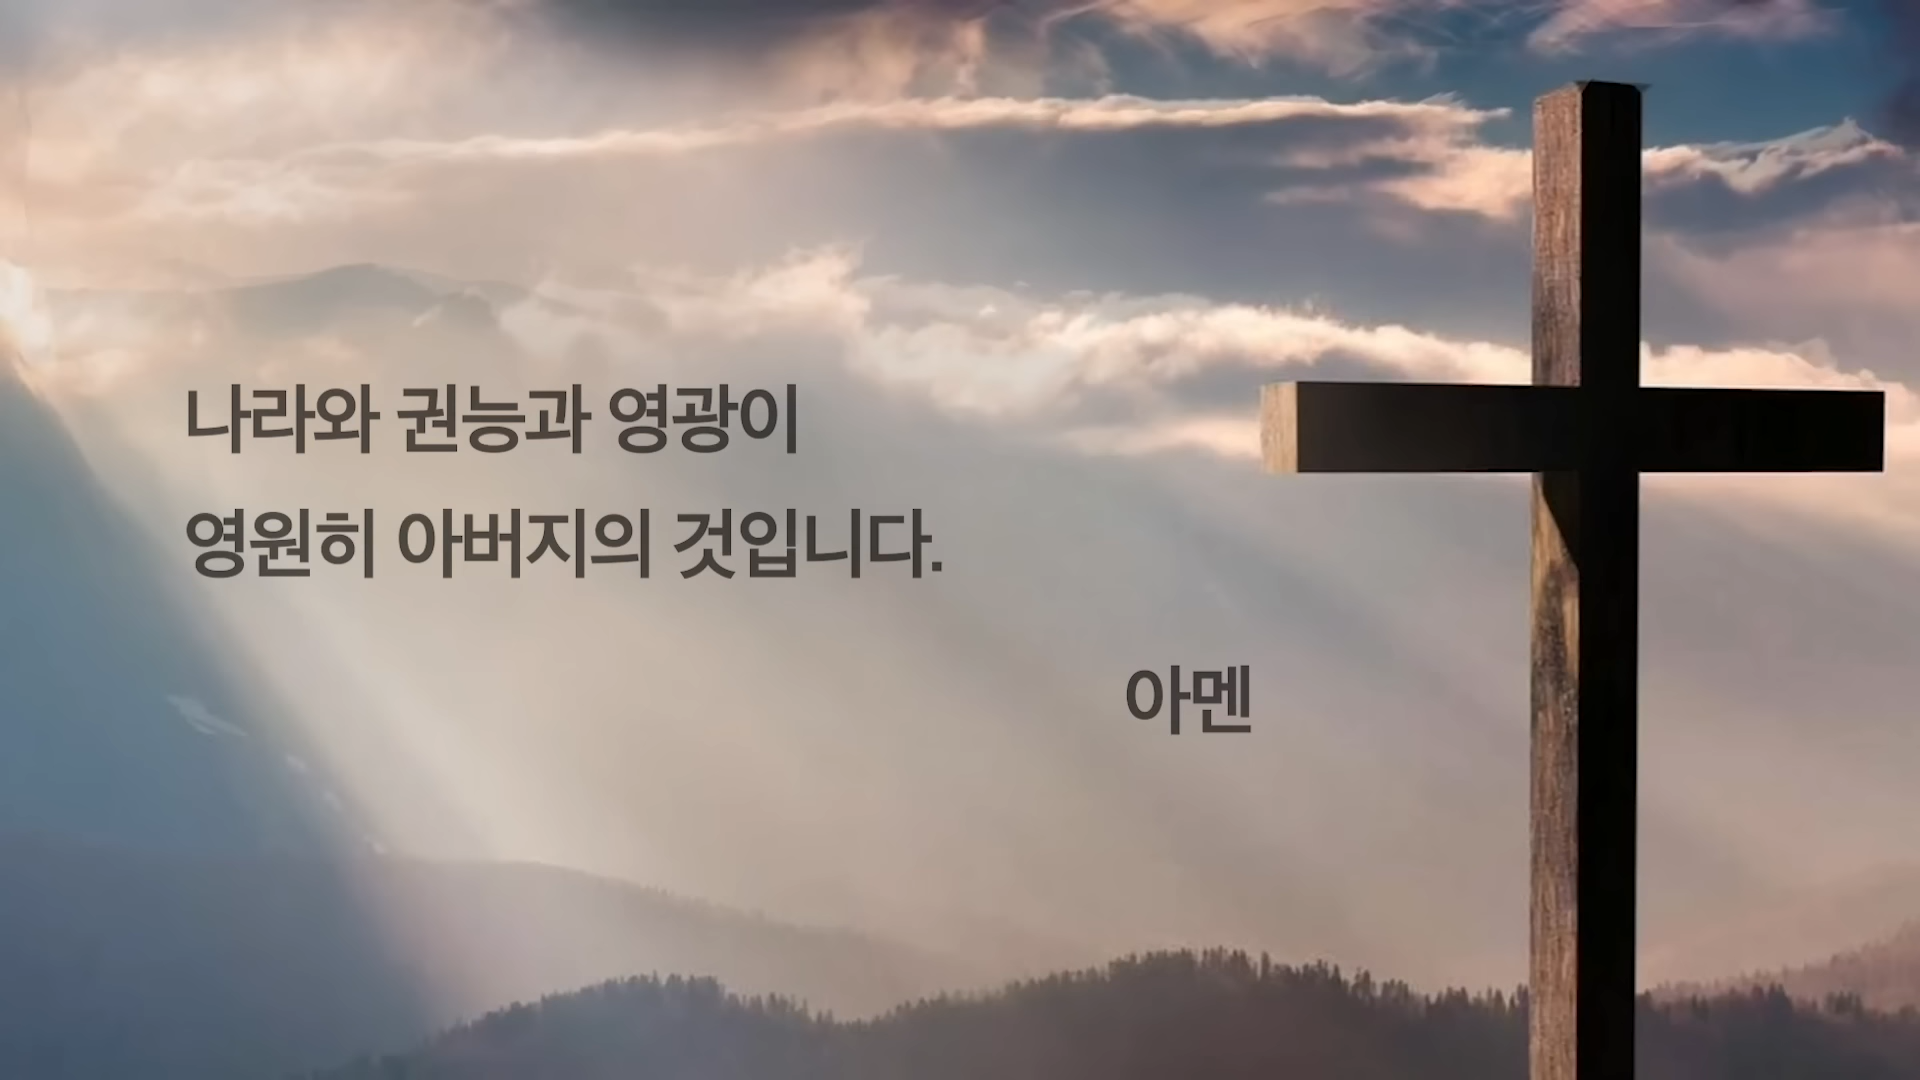 나라와 권능과 영광이
영원히 아버지의 것입니다.
아멘